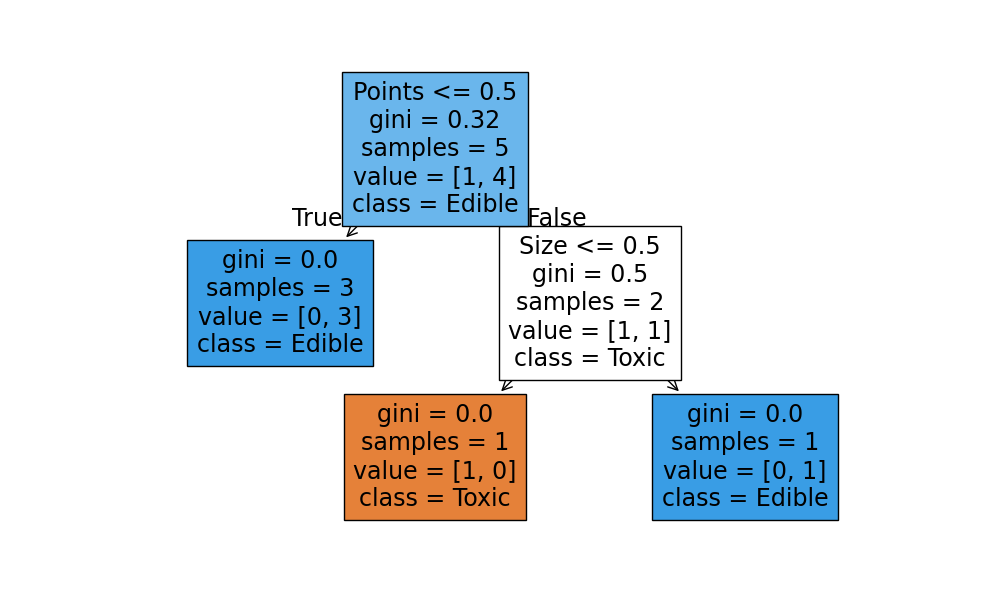 Points <= 0.5
gini = 0.32
samples = 5
value = [1, 4]
class = Edible
True
False
gini = 0.0
samples = 3
value = [0, 3]
class = Edible
Size <= 0.5
gini = 0.5
samples = 2
value = [1, 1]
class = Toxic
gini = 0.0
samples = 1
value = [1, 0]
class = Toxic
gini = 0.0
samples = 1
value = [0, 1]
class = Edible